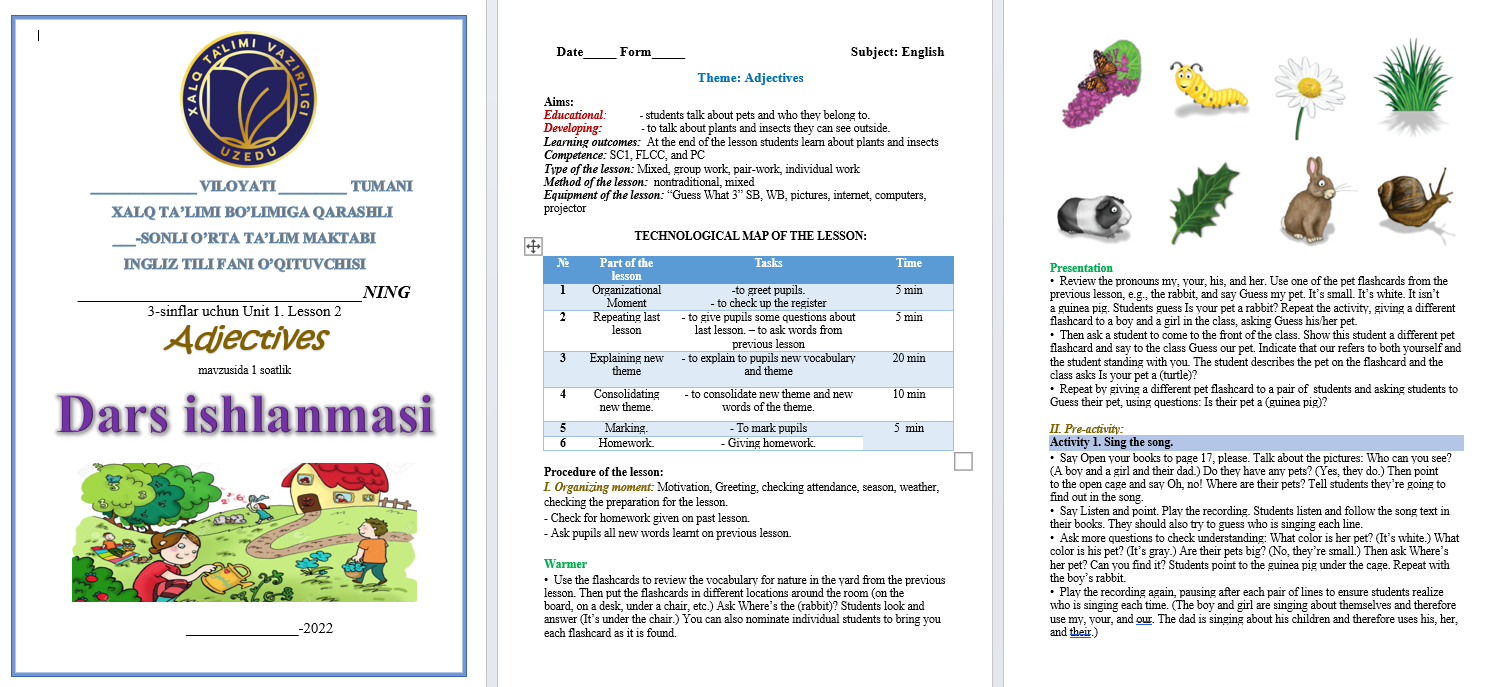 XALQ TA'LIMI VAZIRLIGI
UZEDU
______________ VILOYATI _________ TUMANI
XALQ TA’LIMI BO’LIMIGA QARASHLI
___-SONLI O’RTA TA’LIM MAKTABI
INGLIZ TILI FANI O’QITUVCHISI
______________________________NING
3-sinflar uchun Unit 1. Lesson 2
Adjectives
mavzusida 1 soatlik
Dars ishlanmasi
_______________-2022
Date_____ Form_____ Subject: English
Theme: Adjectives
Aims:
Educational: - students talk about pets and who they belong to.
Developing: - to talk about plants and insects they can see outside.
Learning outcomes: At the end of the lesson students learn about plants and insects
Competence: SC1, FLCC, and PC
Type of the lesson: Mixed, group work, pair-work, individual work
Method of the lesson: nontraditional, mixed
Equipment of the lesson: “Guess What 3” SB, WB, pictures, internet, computers,
projector
TECHNOLOGICAL MAP OF THE LESSON:
№ Part of the lesson Tasks Time
1 Organizational Moment -to greet pupils. - to check up the register 5 min
2 Repeating last lesson - to give pupils some questions about last lesson. – to ask words from previous lesson 5 min
3 Explaining new theme - to explain to pupils new vocabulary and theme 20 min
4 Consolidating new theme. - to consolidate new theme and new words of the theme. 10 min
5 Marking. - To mark pupils 5 min
6 Homework. - Giving homework.
Procedure of the lesson:
I. Organizing moment: Motivation, Greeting, checking attendance, season, weather,
checking the preparation for the lesson.
- Check for homework given on past lesson.
- Ask pupils all new words learnt on previous lesson.
Warmer
• Use the flashcards to review the vocabulary for nature in the yard from the previous
lesson. Then put the flashcards in different locations around the room (on the
board, on a desk, under a chair, etc.) Ask Where’s the (rabbit)? Students look and
answer (It’s under the chair.) You can also nominate individual students to bring you
each flashcard as it is found.
Presentation
• Review the pronouns my, your, his, and her. Use one of the pet flashcards from the
previous lesson, e.g., the rabbit, and say Guess my pet. It’s small. It’s white. It isn’t
a guinea pig. Students guess Is your pet a rabbit? Repeat the activity, giving a different
flashcard to a boy and a girl in the class, asking Guess his/her pet.
• Then ask a student to come to the front of the class. Show this student a different pet
flashcard and say to the class Guess our pet. Indicate that our refers to both yourself and
the student standing with you. The student describes the pet on the flashcard and the
class asks Is your pet a (turtle)?
• Repeat by giving a different pet flashcard to a pair of students and asking students to
Guess their pet, using questions: Is their pet a (guinea pig)?
II. Pre-activity:
Activity 1. Sing the song.
• Say Open your books to page 17, please. Talk about the pictures: Who can you see?
(A boy and a girl and their dad.) Do they have any pets? (Yes, they do.) Then point
to the open cage and say Oh, no! Where are their pets? Tell students they’re going to
find out in the song.
• Say Listen and point. Play the recording. Students listen and follow the song text in
their books. They should also try to guess who is singing each line.
• Ask more questions to check understanding: What color is her pet? (It’s white.) What
color is his pet? (It’s gray.) Are their pets big? (No, they’re small.) Then ask Where’s
her pet? Can you find it? Students point to the guinea pig under the cage. Repeat with
the boy’s rabbit.
• Play the recording again, pausing after each pair of lines to ensure students realize
who is singing each time. (The boy and girl are singing about themselves and therefore
use my, your, and our. The dad is singing about his children and therefore uses his, her,
and their.)